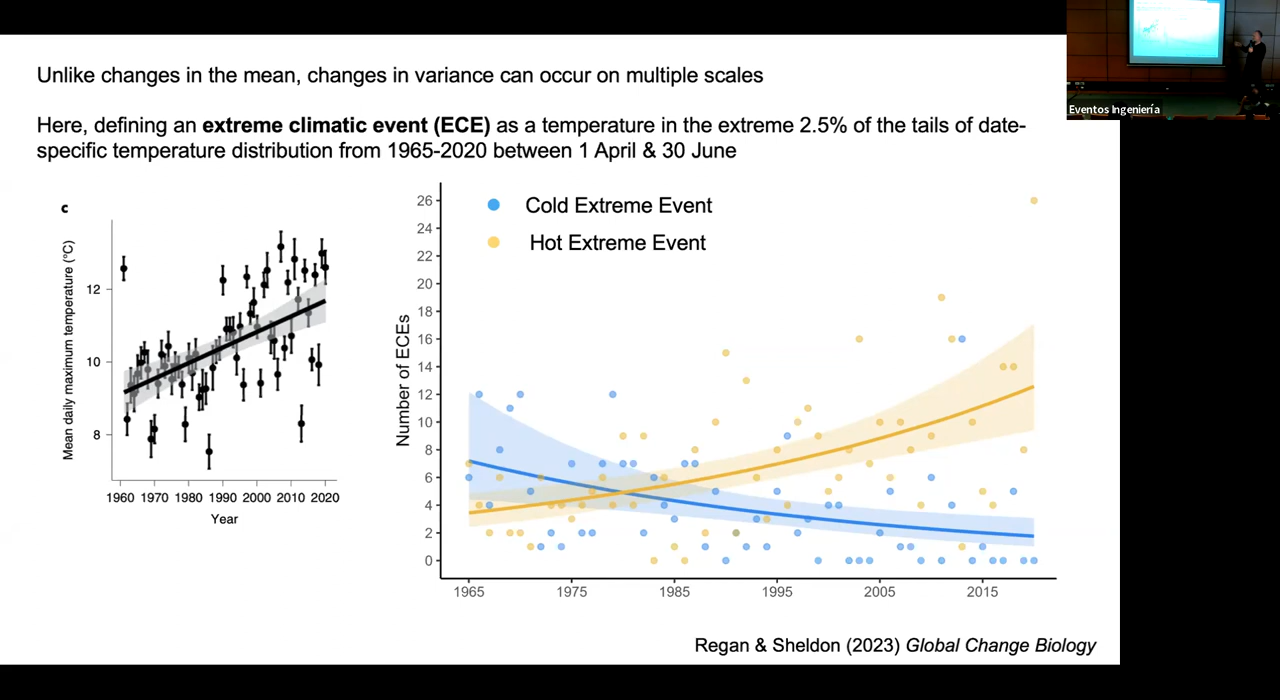 Unlike changes in the mean, changes in variance can occur on multiple scales
Here, defining an extreme climatic event (ECE) as a temperature in the extreme 2.5% of the tails of date-
specific temperature distribution from 1965-2020 between 1 April & 30 June
Eventos Ingeniería
c
Mean daily maximum temperature (°C)
12
10
8
1960 1970 1980 1990 2000 2010 2020
Year
Cold Extreme Event
Hot Extreme Event
Number of ECEs
26
24
22
20
18
16
14
12
10
8
6
4
2
0
1965 1975 1985 1995 2005 2015
Regan & Sheldon (2023) Global Change Biology